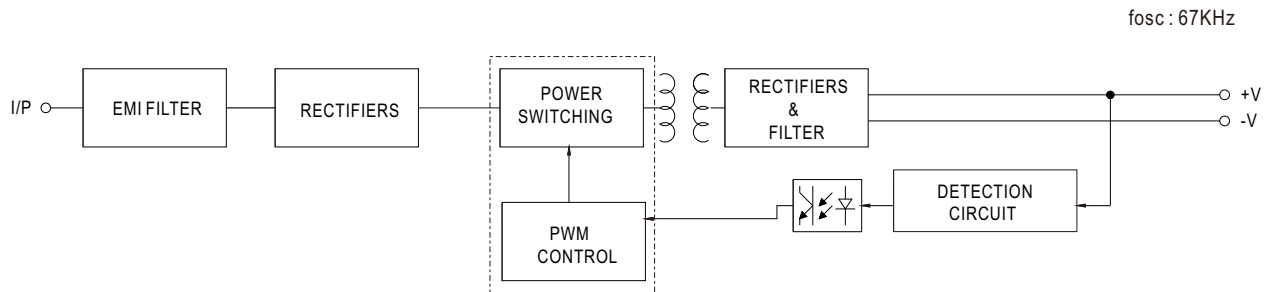 fosc : 67KHz
I/P
EMI FILTER
RECTIFIERS
POWER
SWITCHING
RECTIFIERS
&
FILTER
+V
-V
DETECTION
CIRCUIT
PWM
CONTROL